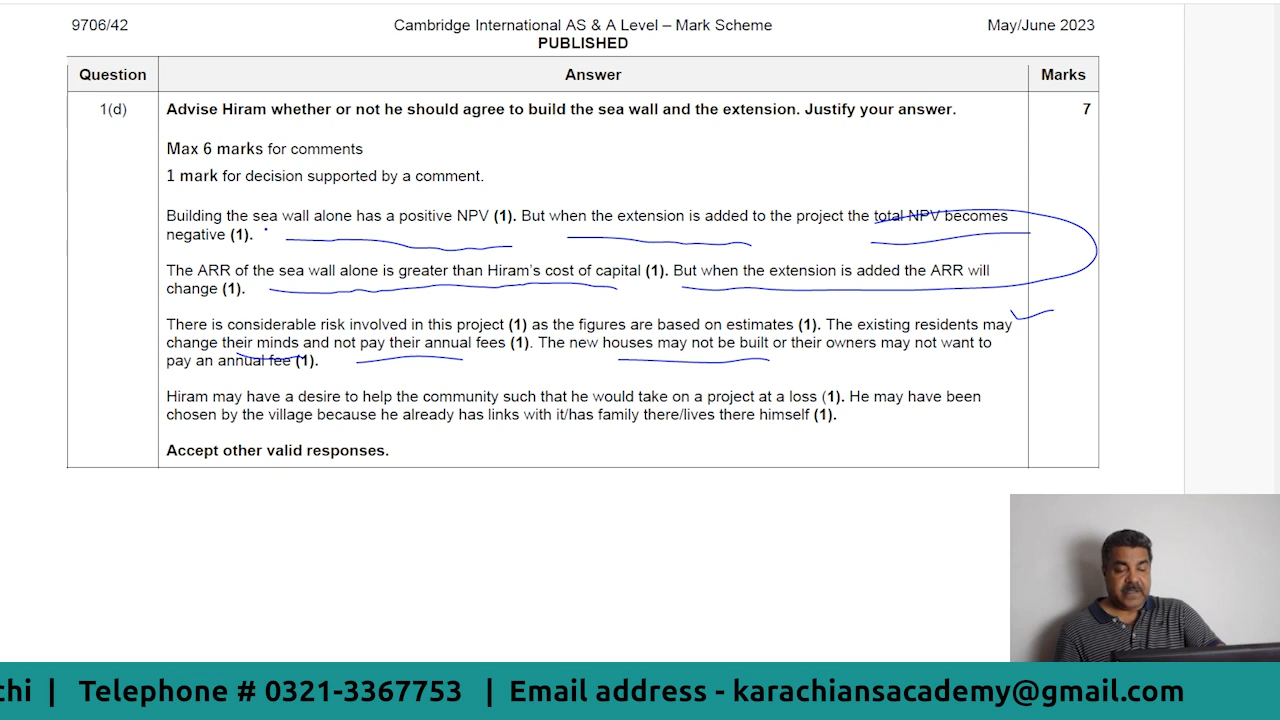 9706/42 Cambridge International AS & A Level – Mark Scheme May/June 2023
PUBLISHED
Question Answer Marks
1(d) Advise Hiram whether or not he should agree to build the sea wall and the extension. Justify your answer. 7
Max 6 marks for comments
1 mark for decision supported by a comment.
Building the sea wall alone has a positive NPV (1). But when the extension is added to the project the total NPV becomes
negative (1).
The ARR of the sea wall alone is greater than Hiram's cost of capital (1). But when the extension is added the ARR will
change (1).
There is considerable risk involved in this project (1) as the figures are based on estimates (1). The existing residents may
change their minds and not pay their annual fees (1). The new houses may not be built or their owners may not want to
pay an annual fee (1).
Hiram may have a desire to help the community such that he would take on a project at a loss (1). He may have been
chosen by the village because he already has links with it/has family there/lives there himself (1).
Accept other valid responses.
chi | Telephone # 0321-3367753 | Email address - karachiansacademy@gmail.com